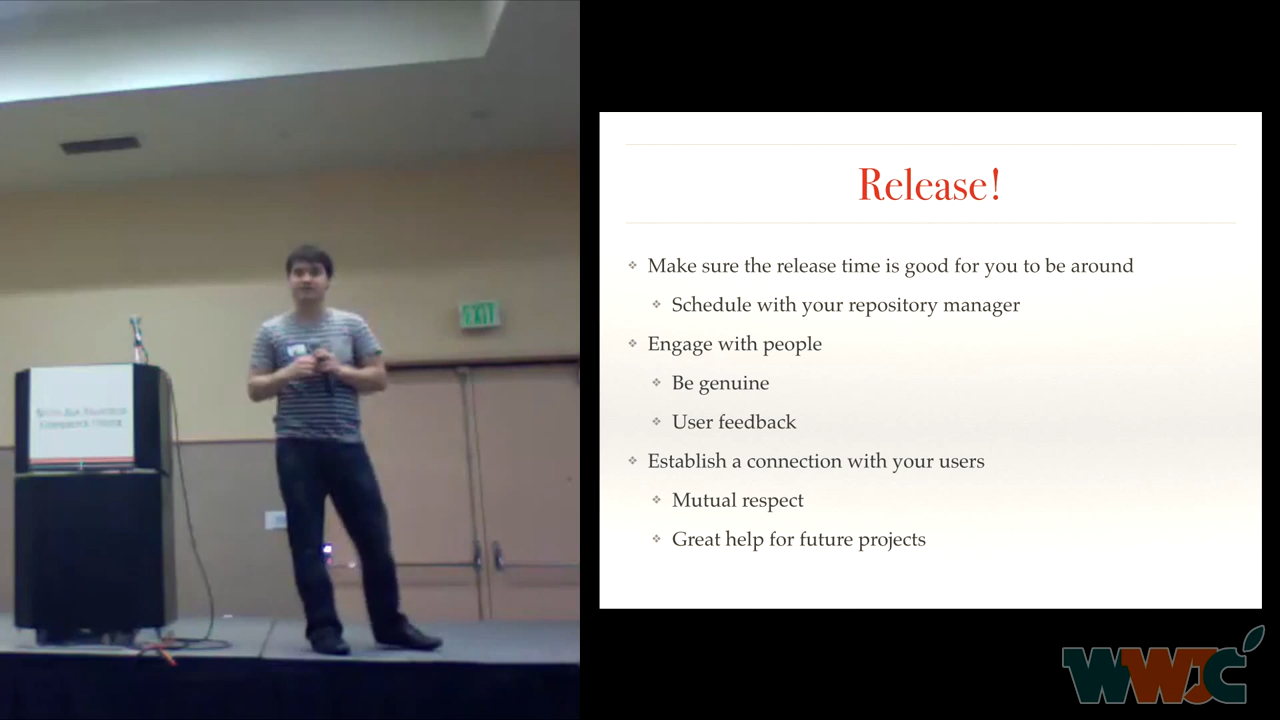 EXIT
Release!
Make sure the release time is good for you to be around
Schedule with your repository manager
Engage with people
Be genuine
User feedback
Establish a connection with your users
Mutual respect
Great help for future projects
WWJC